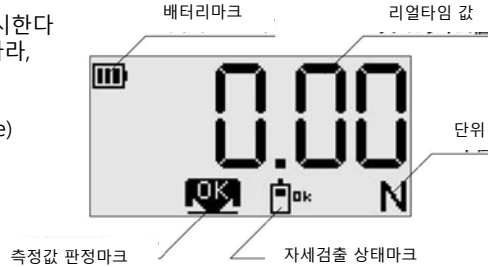 배터리마크
리얼타임 값
시한다
라,
0.00
e)
단위
OK
Ok
N
측정값 판정마크
자세검출 상태마크